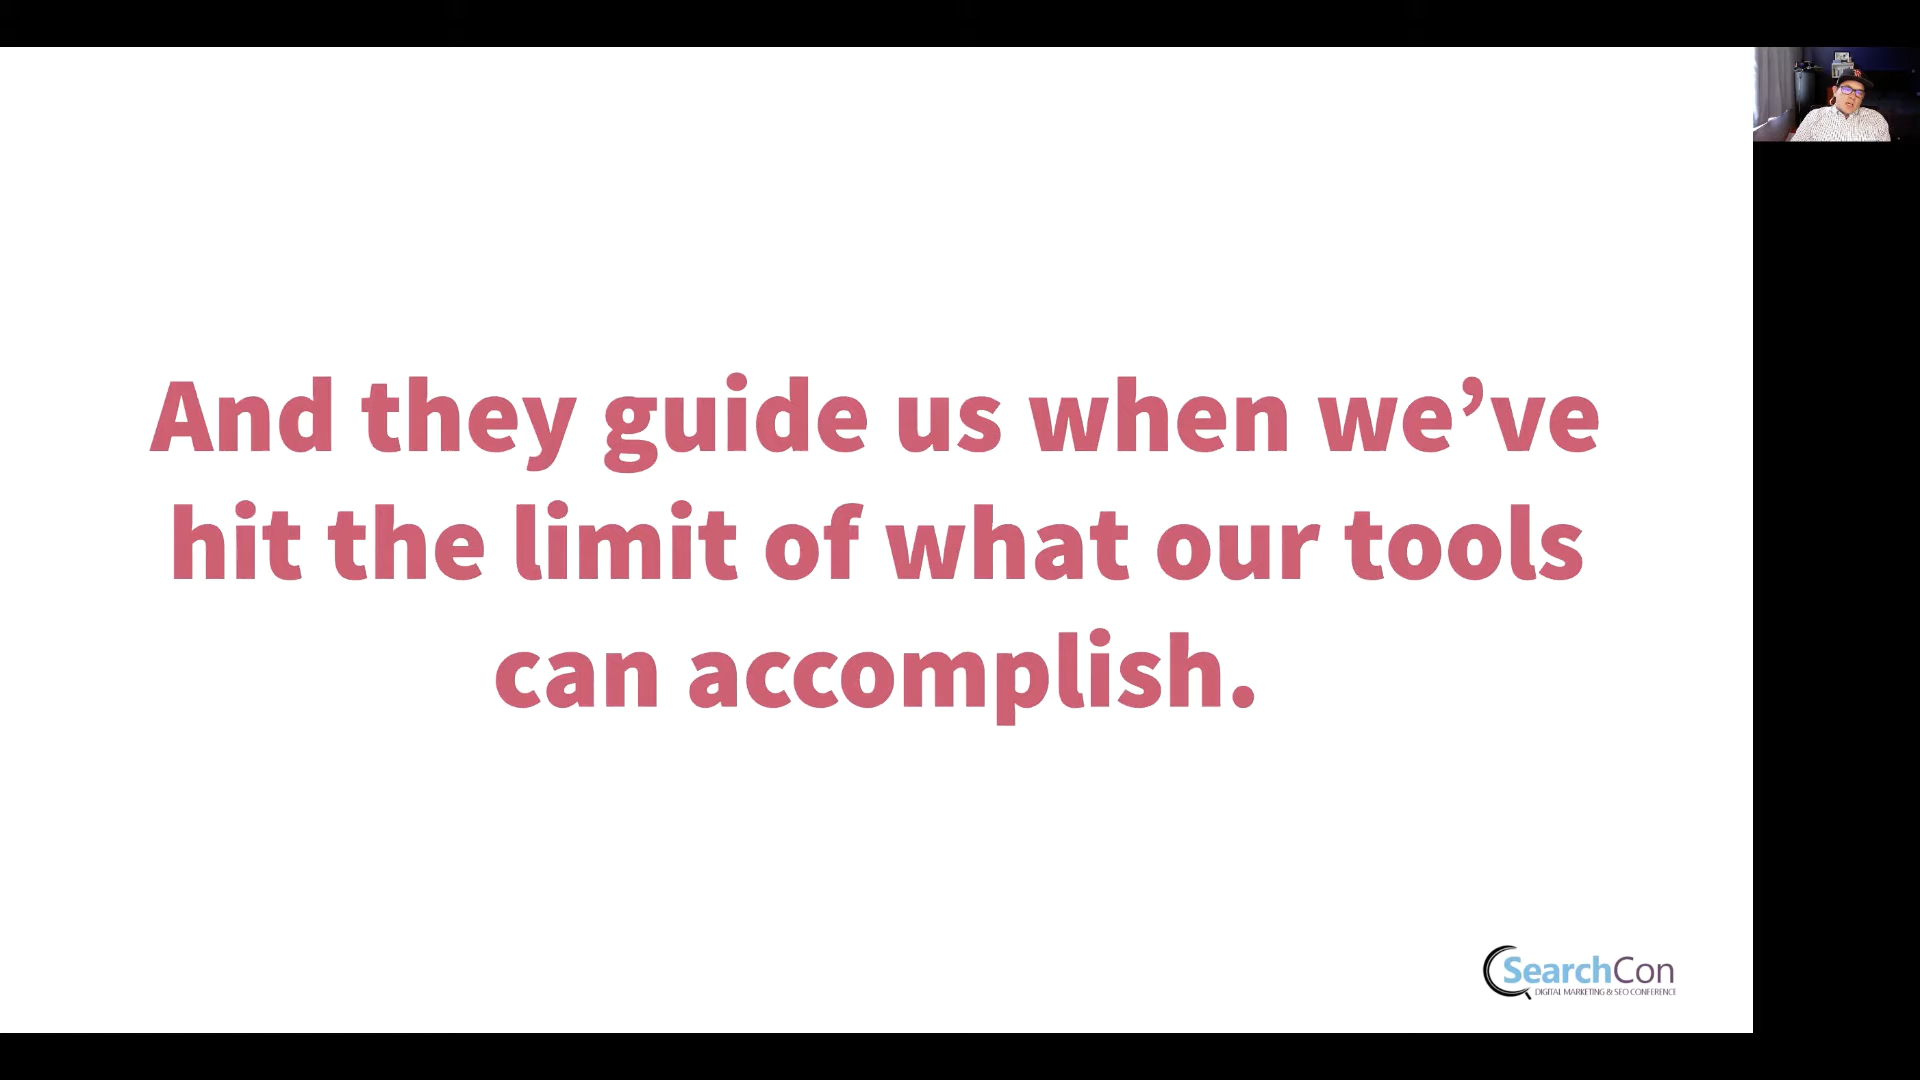 And they guide us when we’ve
hit the limit of what our tools
can accomplish.
SearchCon
DIGITAL MARKETING & SEO CONFERENCE